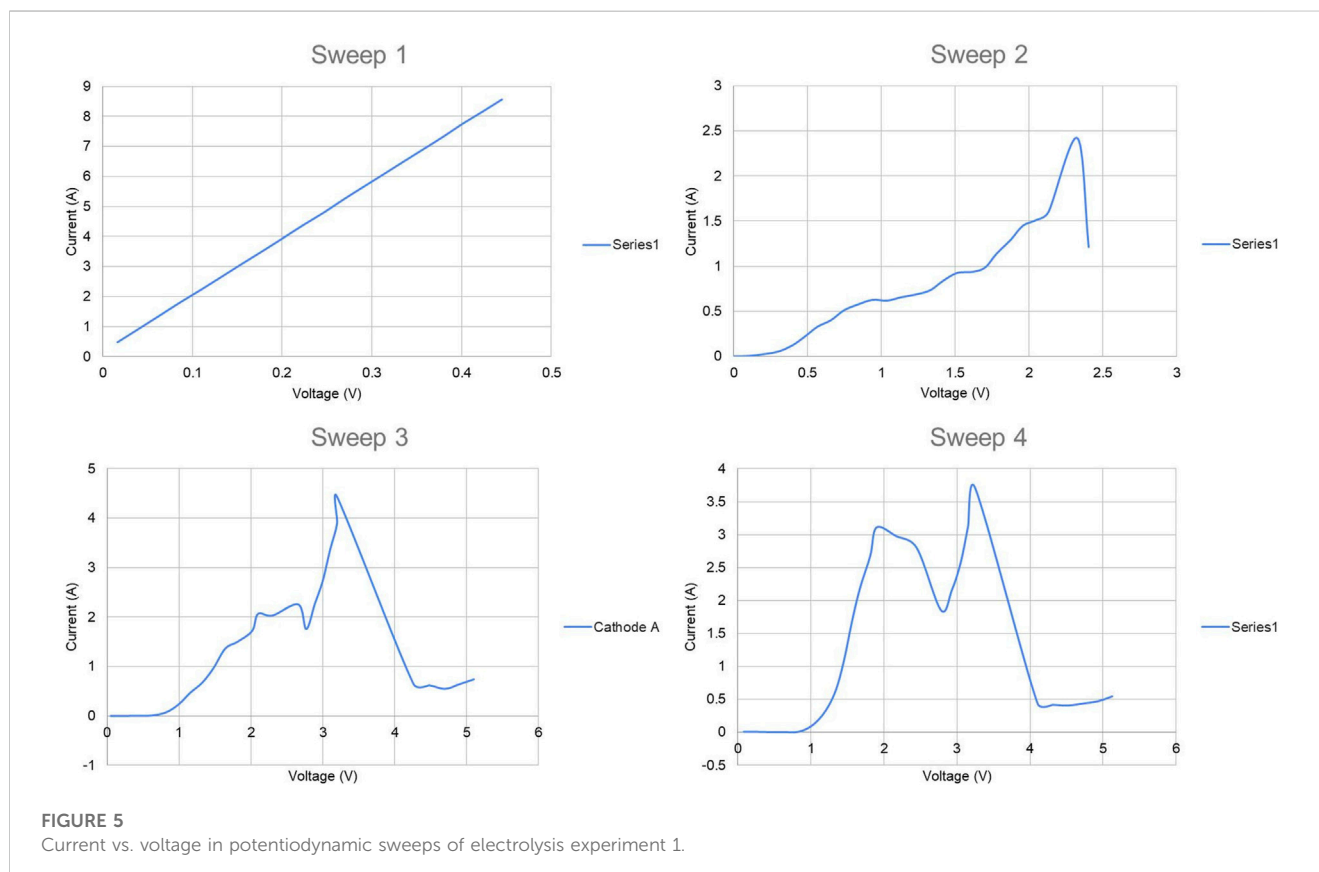 Sweep 1
9
8
7
6
5
4
3
2
1
0
Current (A)
0 0.1 0.2 0.3 0.4 0.5
Voltage (V)
Series1
Sweep 2
3
2.5
2
1.5
1
0.5
0
Current (A)
0 0.5 1 1.5 2 2.5 3
Voltage (V)
Series1
Sweep 3
5
4
3
2
1
0
-1
Current (A)
0 1 2 3 4 5 6
Voltage (V)
Cathode A
Sweep 4
4
3.5
3
2.5
2
1.5
1
0.5
0
-0.5
Current (A)
0 1 2 3 4 5 6
Voltage (V)
Series1
FIGURE 5
Current vs. voltage in potentiodynamic sweeps of electrolysis experiment 1.